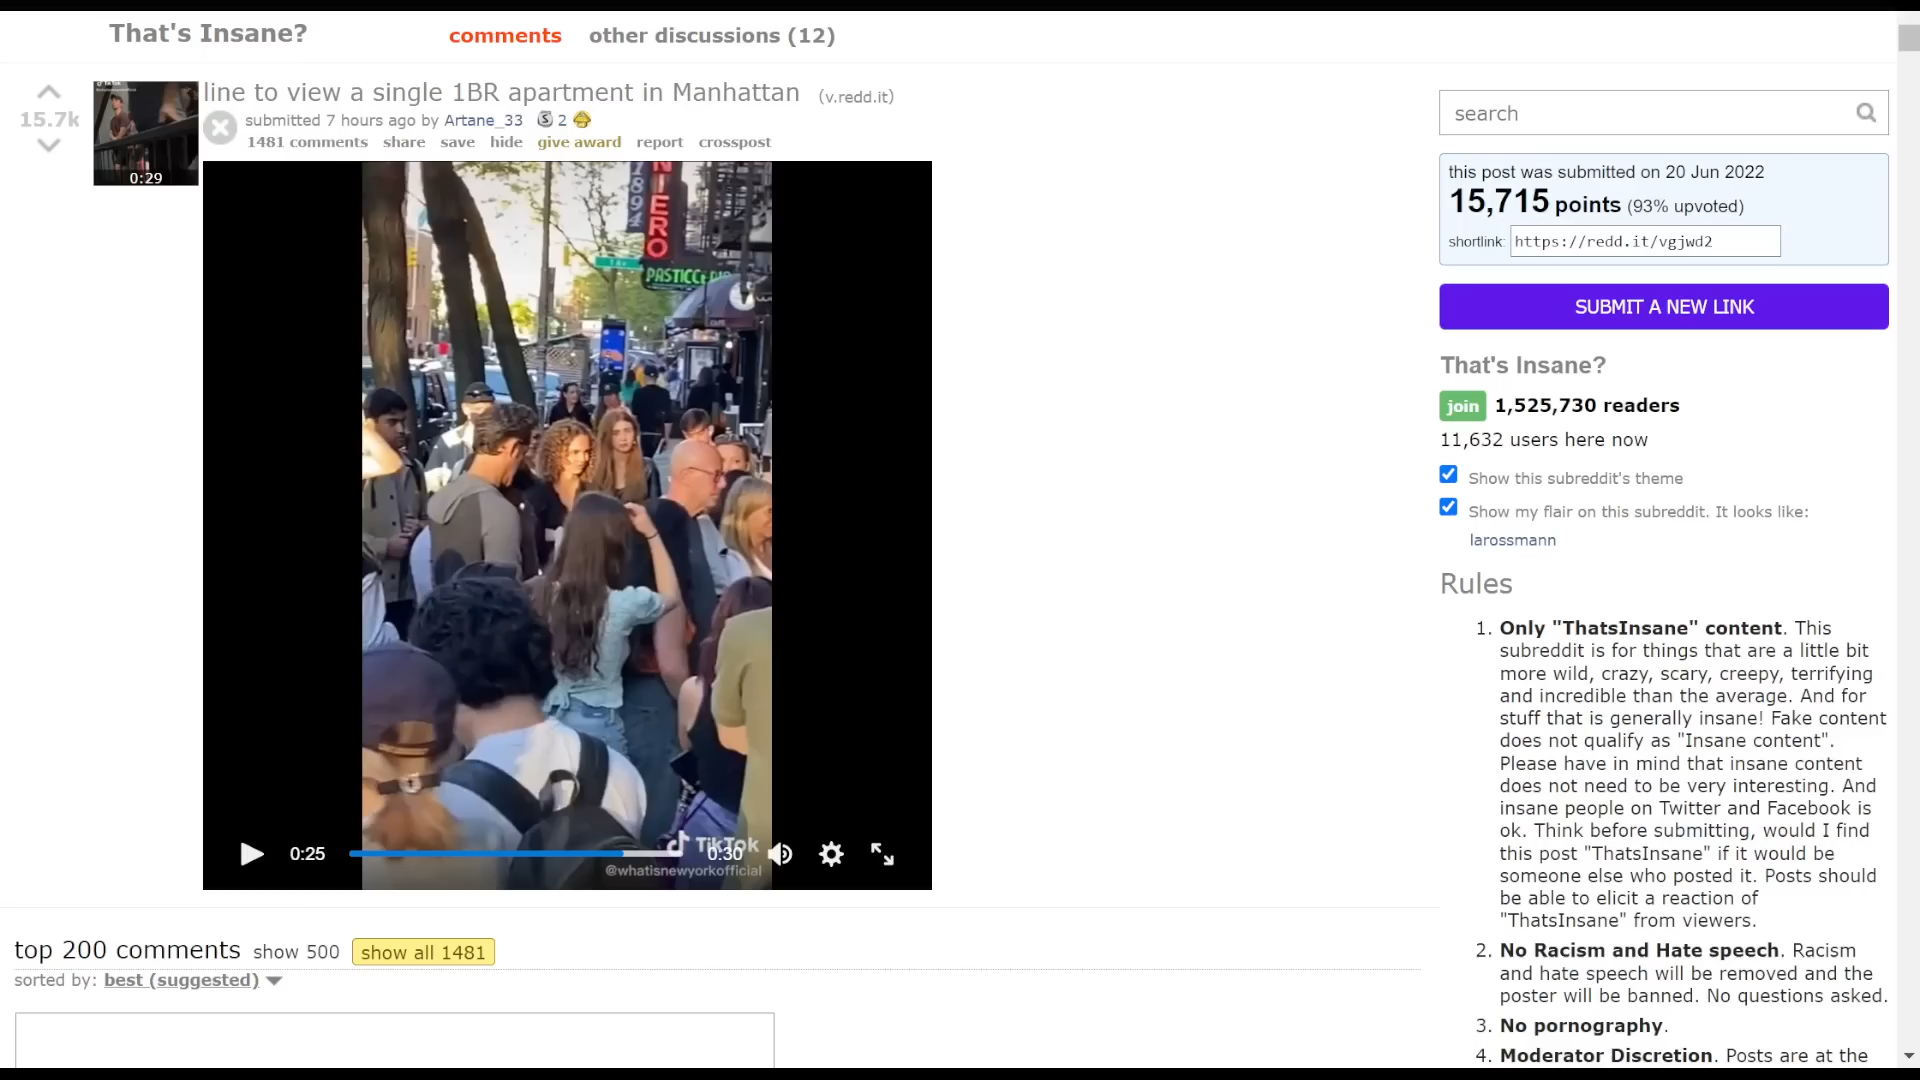 That's Insane?
comments
other discussions (12)
15.7k
0:29
line to view a single 1BR apartment in Manhattan (v.redd.it)
submitted 7 hours ago by Artane_33 S 2
1481 comments share save hide give award report crosspost
1894
NIERO
PASTICCERIA
0:25
0:30
TikTok
@whatisnewyorkofficial
top 200 comments show 500 show all 1481
sorted by: best (suggested)
search
this post was submitted on 20 Jun 2022
15,715 points (93% upvoted)
shortlink: https://redd.it/vgjwd2
SUBMIT A NEW LINK
That's Insane?
join 1,525,730 readers
11,632 users here now
Show this subreddit's theme
Show my flair on this subreddit. It looks like:
larossmann
Rules
1. Only "ThatsInsane" content. This
subreddit is for things that are a little bit
more wild, crazy, scary, creepy, terrifying
and incredible than the average. And for
stuff that is generally insane! Fake content
does not qualify as "Insane content".
Please have in mind that insane content
does not need to be very interesting. And
insane people on Twitter and Facebook is
ok. Think before submitting, would I find
this post "ThatsInsane" if it would be
someone else who posted it. Posts should
be able to elicit a reaction of
"ThatsInsane" from viewers.
2. No Racism and Hate speech. Racism
and hate speech will be removed and the
poster will be banned. No questions asked.
3. No pornography.
4. Moderator Discretion. Posts are at the